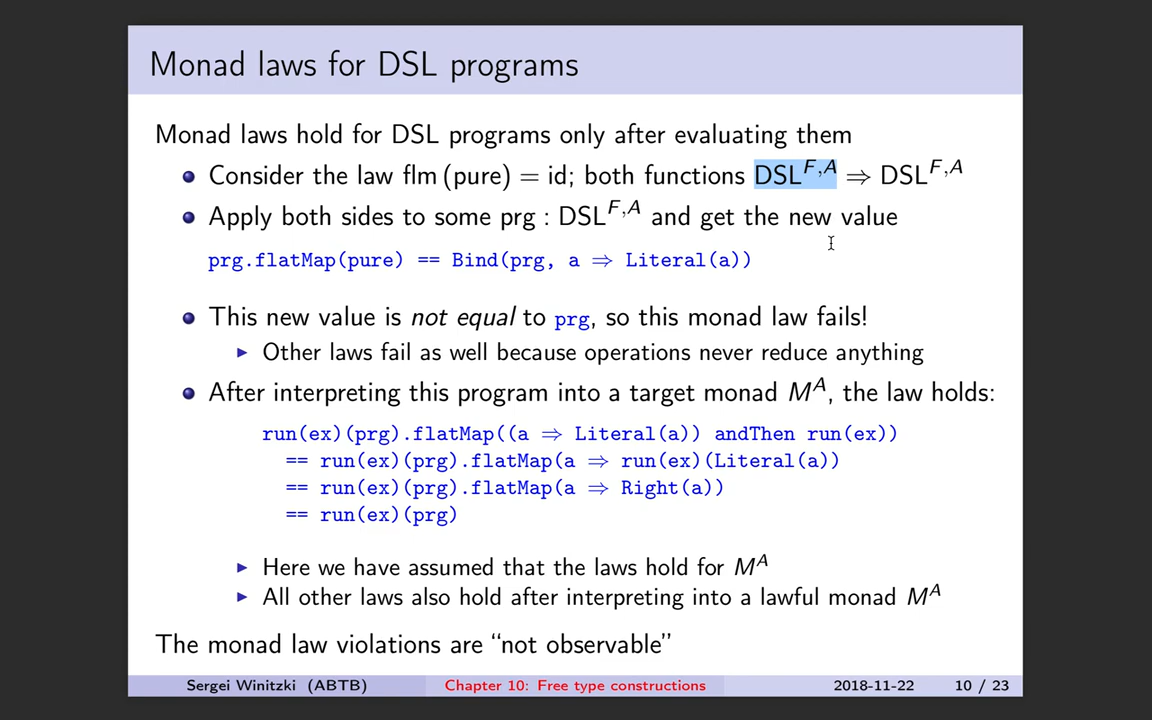 Monad laws for DSL programs
Monad laws hold for DSL programs only after evaluating them
Consider the law flm (pure) = id; both functions DSL^{F,A} ⇒ DSL^{F,A}
Apply both sides to some prg : DSL^{F,A} and get the new value
prg.flatMap(pure) == Bind(prg, a ⇒ Literal(a))
This new value is not equal to prg, so this monad law fails!
Other laws fail as well because operations never reduce anything
After interpreting this program into a target monad M^A, the law holds:
run(ex)(prg).flatMap((a ⇒ Literal(a)) andThen run(ex))
== run(ex)(prg).flatMap(a ⇒ run(ex)(Literal(a))
== run(ex)(prg).flatMap(a ⇒ Right(a))
== run(ex)(prg)
Here we have assumed that the laws hold for M^A
All other laws also hold after interpreting into a lawful monad M^A
The monad law violations are “not observable”
Sergei Winitzki (ABTB) Chapter 10: Free type constructions 2018-11-22 10 / 23